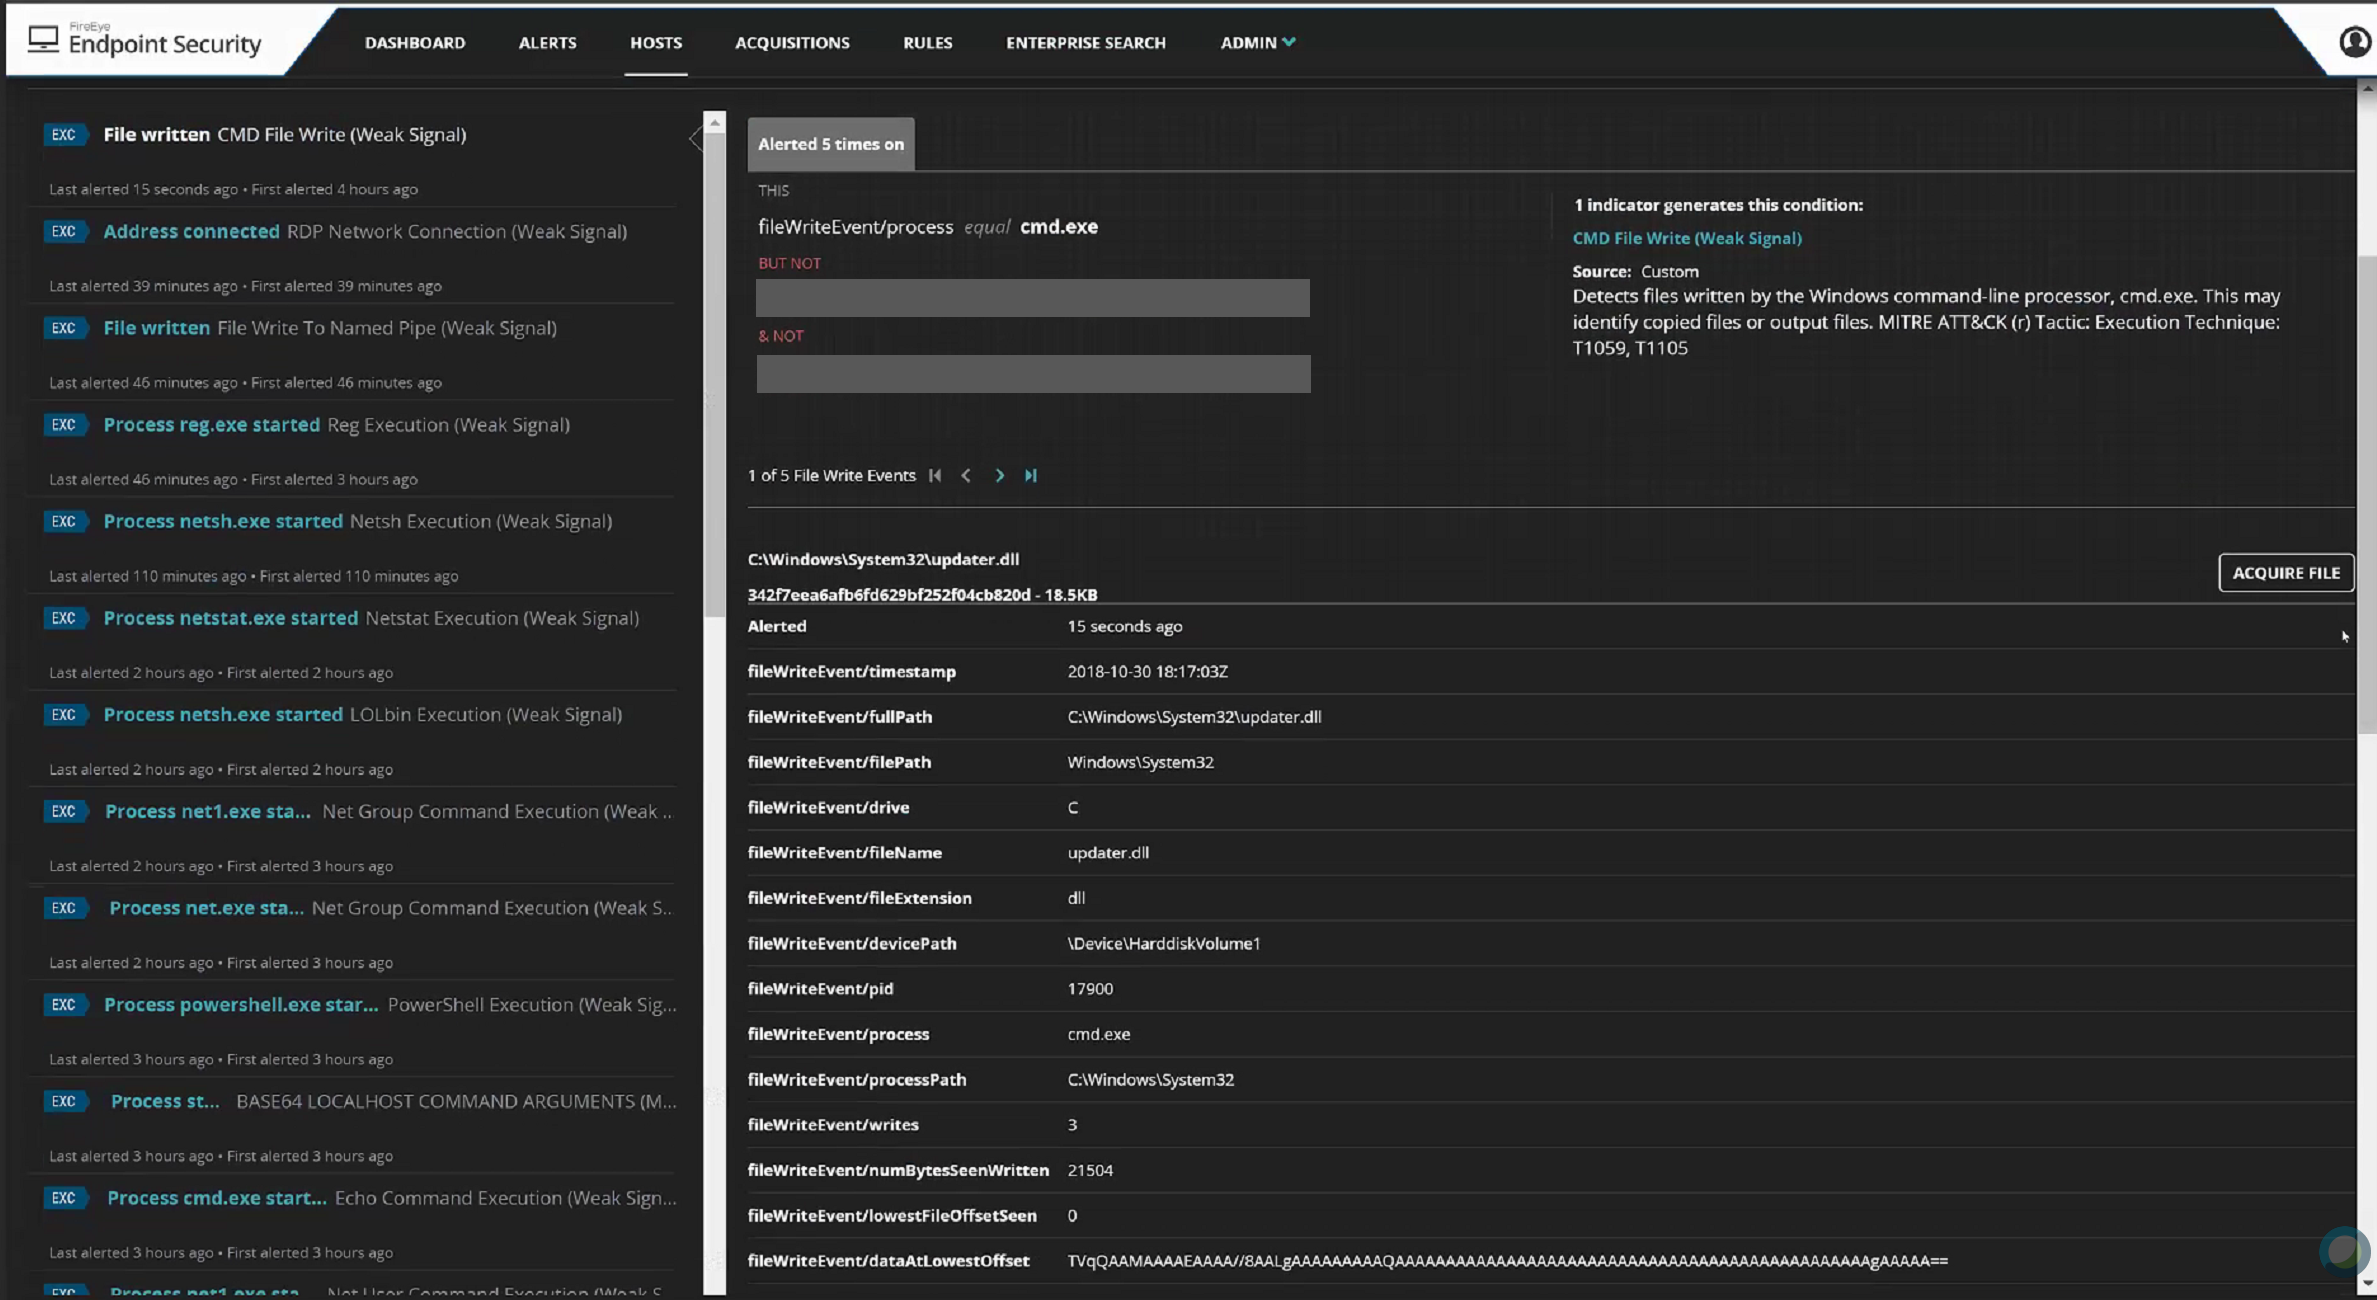 FireEye
Endpoint Security
DASHBOARD
ALERTS
HOSTS
ACQUISITIONS
RULES
ENTERPRISE SEARCH
ADMIN
EXC File written CMD File Write (Weak Signal)
Last alerted 15 seconds ago • First alerted 4 hours ago
EXC Address connected RDP Network Connection (Weak Signal)
Last alerted 39 minutes ago • First alerted 39 minutes ago
EXC File written File Write To Named Pipe (Weak Signal)
Last alerted 46 minutes ago • First alerted 46 minutes ago
EXC Process reg.exe started Reg Execution (Weak Signal)
Last alerted 46 minutes ago • First alerted 3 hours ago
EXC Process netsh.exe started Netsh Execution (Weak Signal)
Last alerted 110 minutes ago • First alerted 110 minutes ago
EXC Process netstat.exe started Netstat Execution (Weak Signal)
Last alerted 2 hours ago • First alerted 2 hours ago
EXC Process netsh.exe started LOLbin Execution (Weak Signal)
Last alerted 2 hours ago • First alerted 2 hours ago
EXC Process net1.exe sta... Net Group Command Execution (Weak ...
Last alerted 2 hours ago • First alerted 3 hours ago
EXC Process net.exe sta... Net Group Command Execution (Weak S...
Last alerted 2 hours ago • First alerted 3 hours ago
EXC Process powershell.exe star... PowerShell Execution (Weak Sig...
Last alerted 3 hours ago • First alerted 3 hours ago
EXC Process st... BASE64 LOCALHOST COMMAND ARGUMENTS (M...
Last alerted 3 hours ago • First alerted 3 hours ago
EXC Process cmd.exe start... Echo Command Execution (Weak Sign...
Last alerted 3 hours ago • First alerted 3 hours ago
EXC Process net1.exe sta... Net User Command Execution (Weak S...
Alerted 5 times on
THIS
fileWriteEvent/process equal cmd.exe
BUT NOT
& NOT
1 indicator generates this condition:
CMD File Write (Weak Signal)
Source: Custom
Detects files written by the Windows command-line processor, cmd.exe. This may
identify copied files or output files. MITRE ATT&CK (r) Tactic: Execution Technique:
T1059, T1105
1 of 5 File Write Events
C:\Windows\System32\updater.dll
342f7eea6afb6fd629bf252f04cb820d - 18.5KB
ACQUIRE FILE
Alerted 15 seconds ago
fileWriteEvent/timestamp 2018-10-30 18:17:03Z
fileWriteEvent/fullPath C:\Windows\System32\updater.dll
fileWriteEvent/filePath Windows\System32
fileWriteEvent/drive C
fileWriteEvent/fileName updater.dll
fileWriteEvent/fileExtension dll
fileWriteEvent/devicePath \Device\HarddiskVolume1
fileWriteEvent/pid 17900
fileWriteEvent/process cmd.exe
fileWriteEvent/processPath C:\Windows\System32
fileWriteEvent/writes 3
fileWriteEvent/numBytesSeenWritten 21504
fileWriteEvent/lowestFileOffsetSeen 0
fileWriteEvent/dataAtLowestOffset